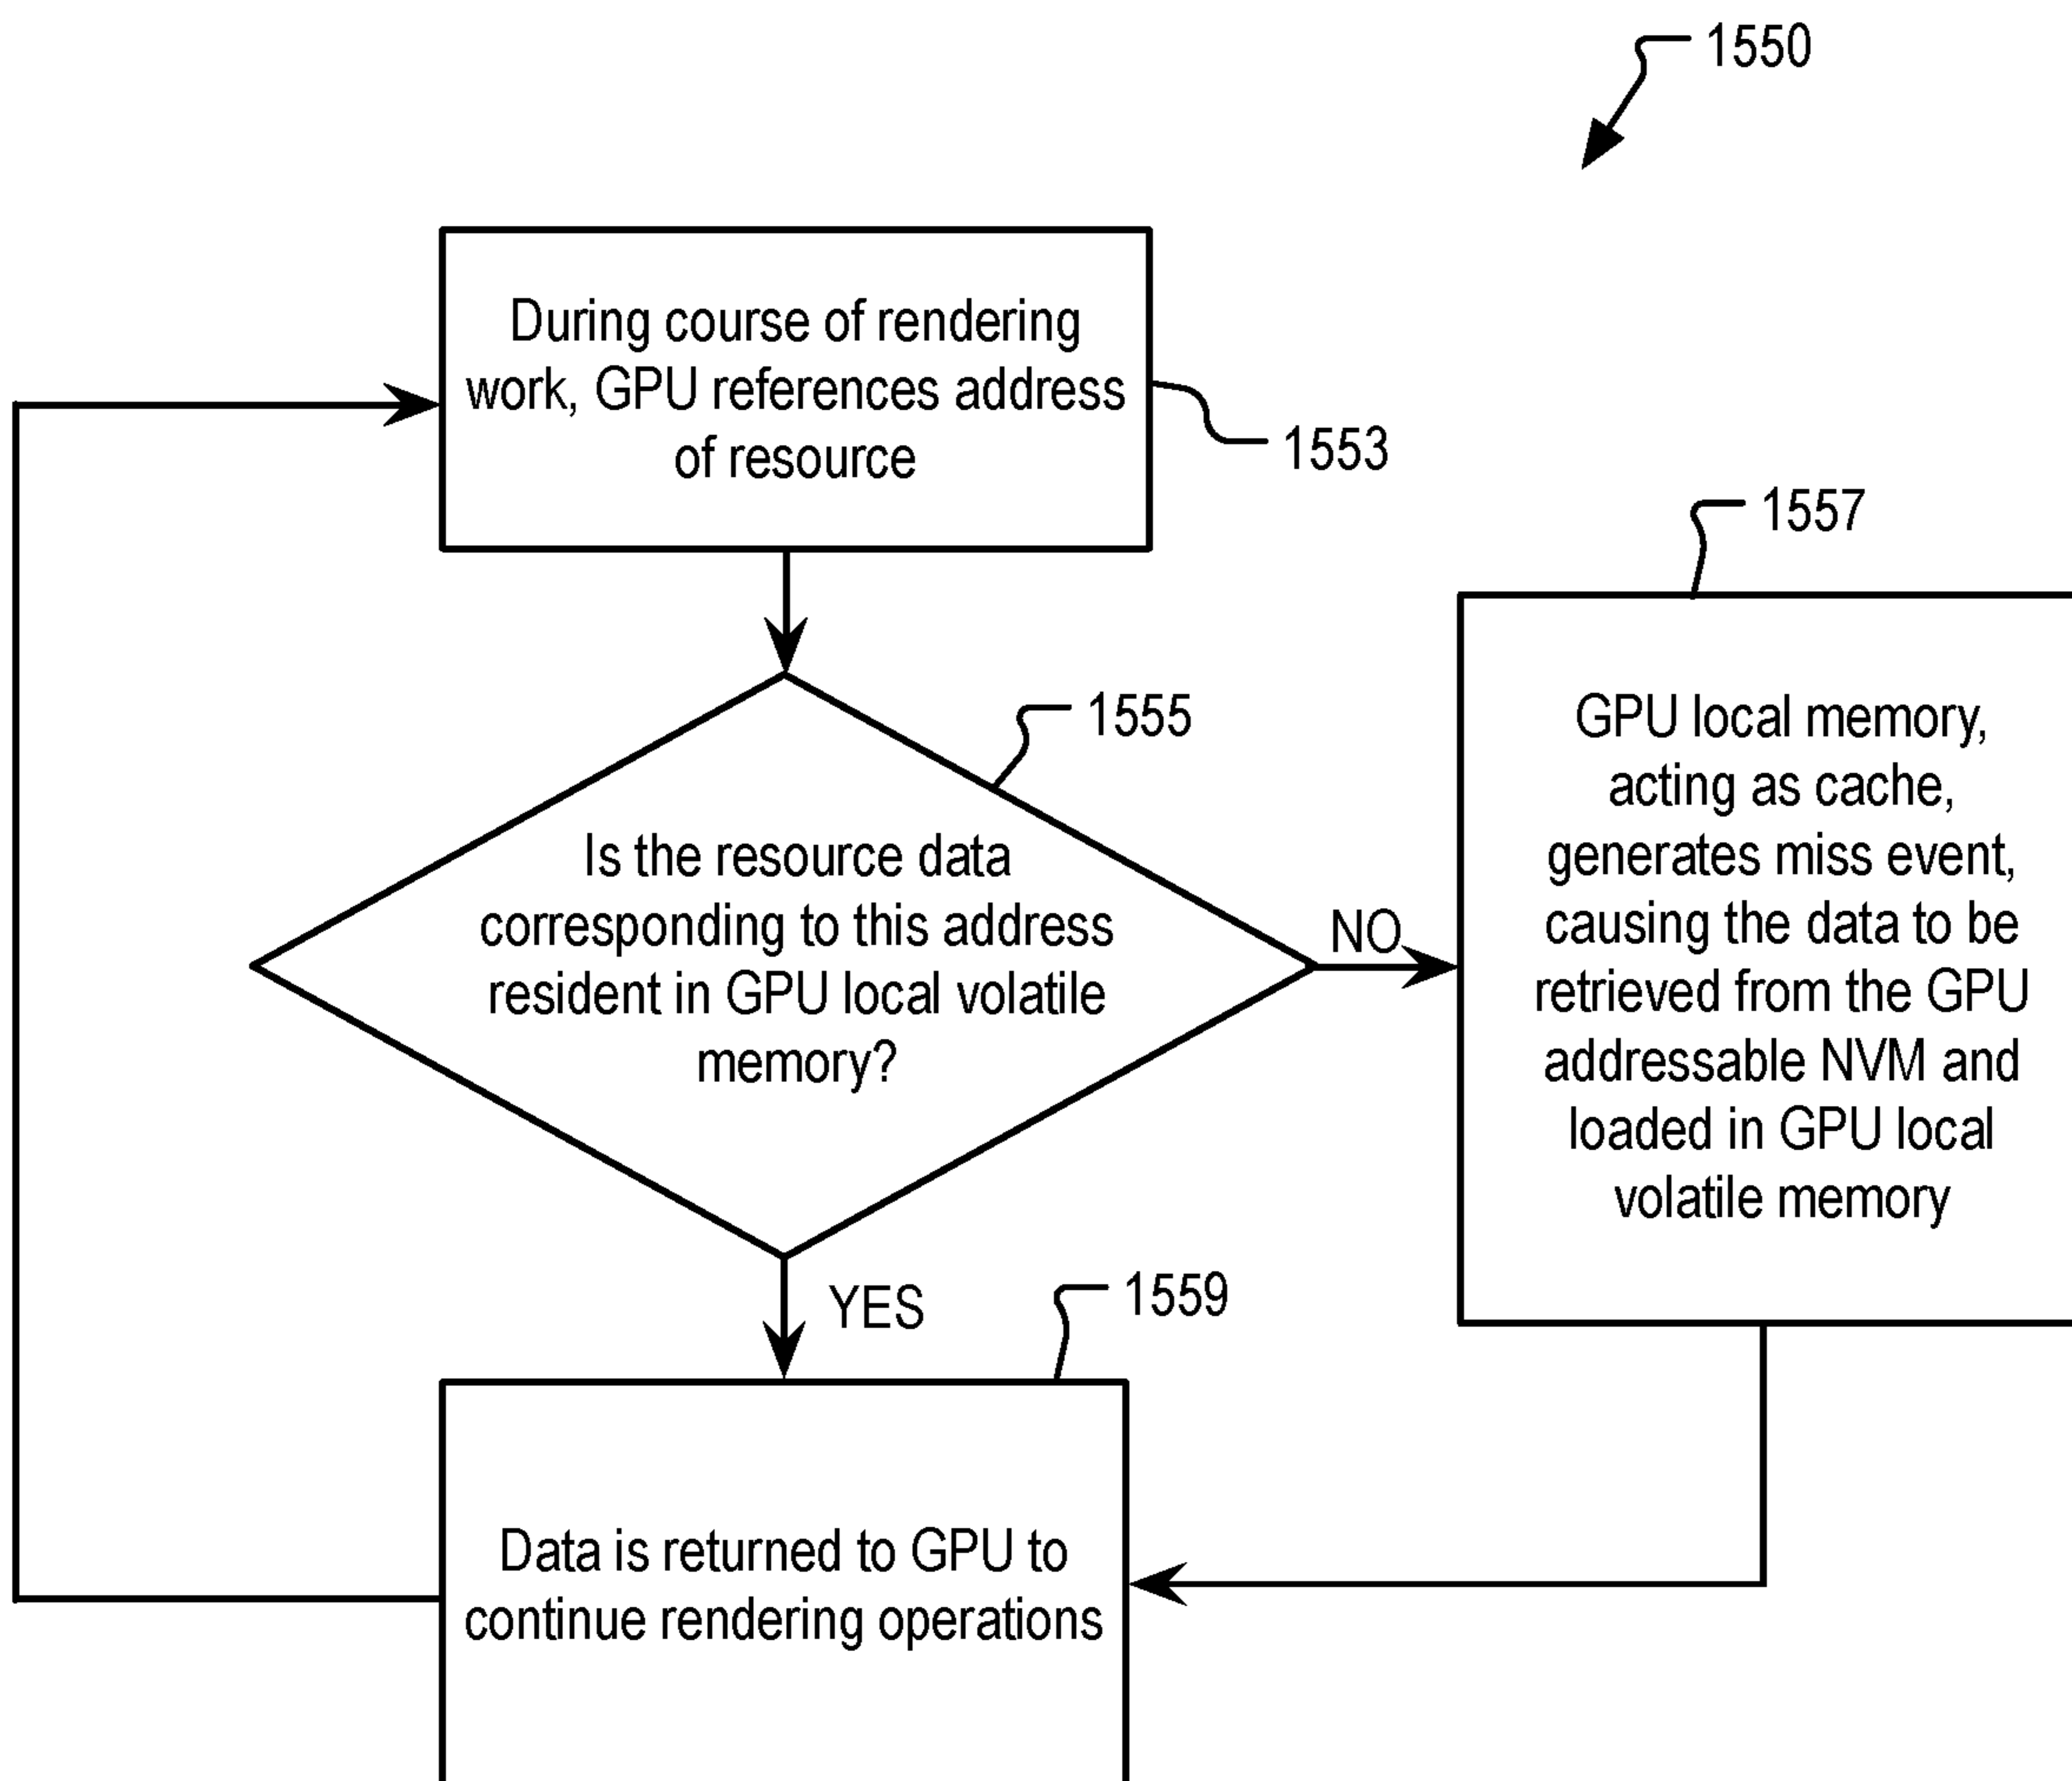 1550
During course of rendering
work, GPU references address
of resource
1553
1557
1555
Is the resource data
corresponding to this address
resident in GPU local volatile
memory?
NO
GPU local memory,
acting as cache,
generates miss event,
causing the data to be
retrieved from the GPU
addressable NVM and
loaded in GPU local
volatile memory
YES
1559
Data is returned to GPU to
continue rendering operations